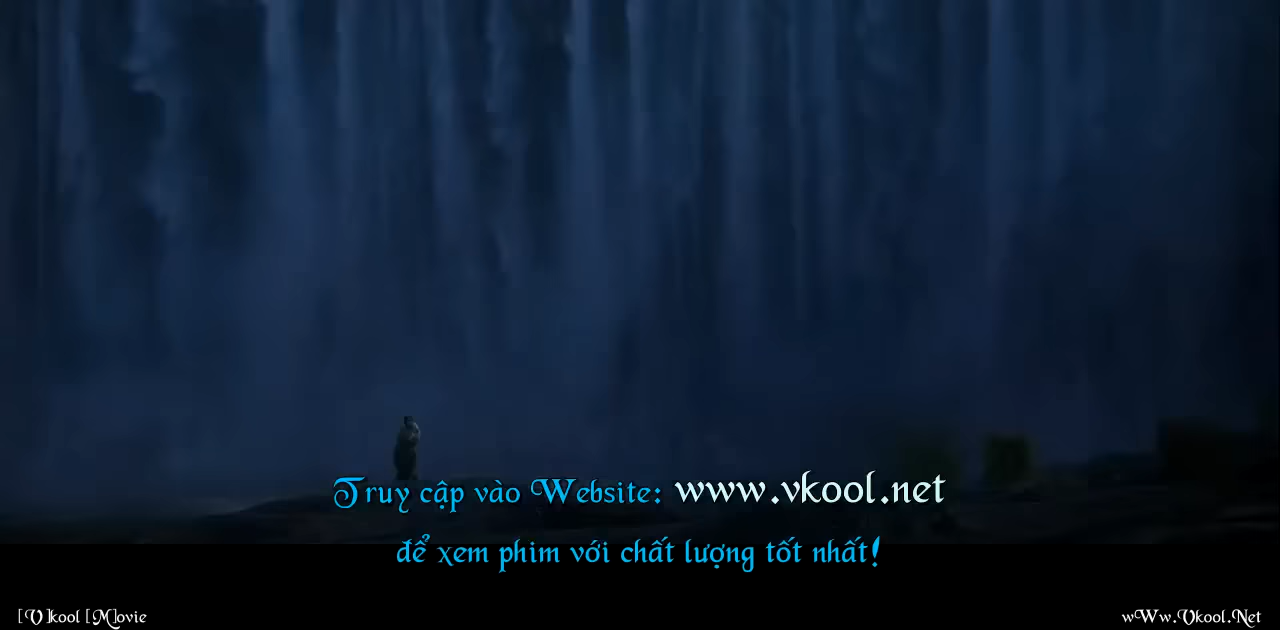 Truy cập vào Website: www.vkool.net
để xem phim với chất lượng tốt nhất!
[V]kool [M]ovie
wWw.Vkool.Net